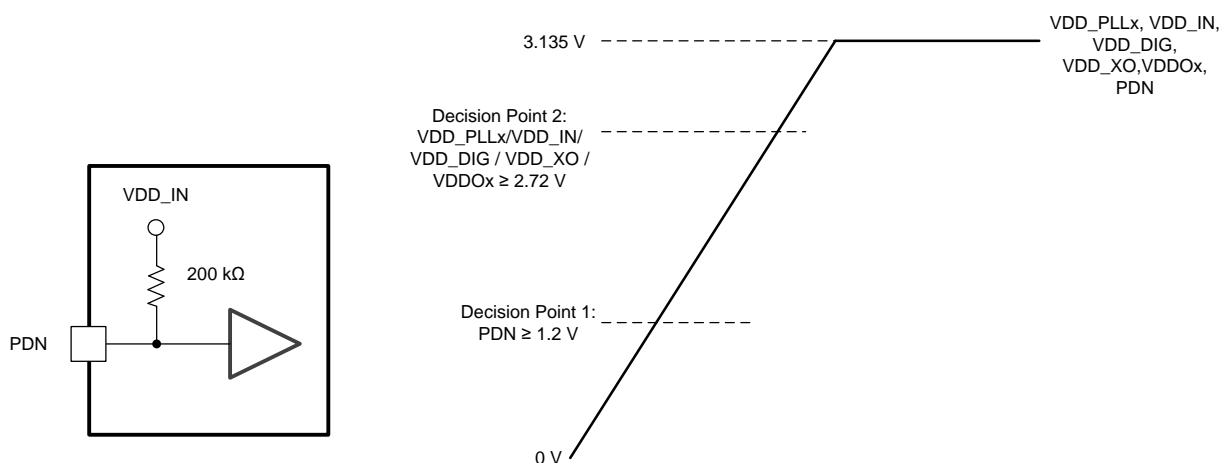 VDD_IN
200 kΩ
PDN
3.135 V
Decision Point 2:
VDD_PLLx/VDD_IN/
VDD_DIG / VDD_XO /
VDDOx ≥ 2.72 V
Decision Point 1:
PDN ≥ 1.2 V
0 V
VDD_PLLx, VDD_IN,
VDD_DIG,
VDD_XO,VDDOx,
PDN